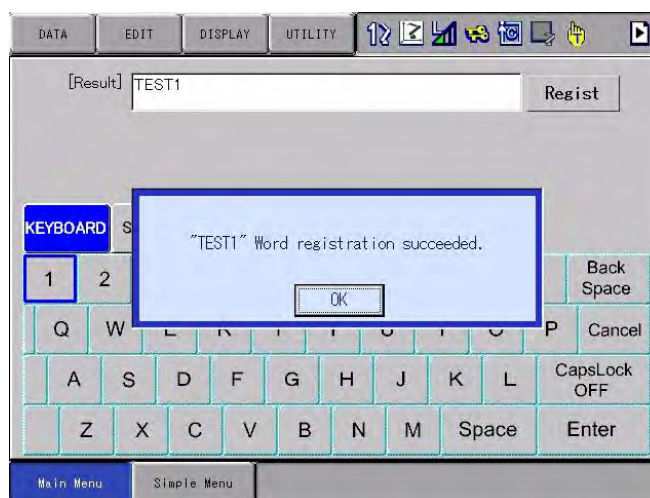 DATA EDIT DISPLAY UTILITY
[Result] TEST1 Regist
"TEST1" Word registration succeeded.
OK
KEYBOARD S
1 2 Back Space
Q W P Cancel
A S D F G H J K L CapsLock OFF
Z X C V B N M Space Enter
Main Menu Simple Menu